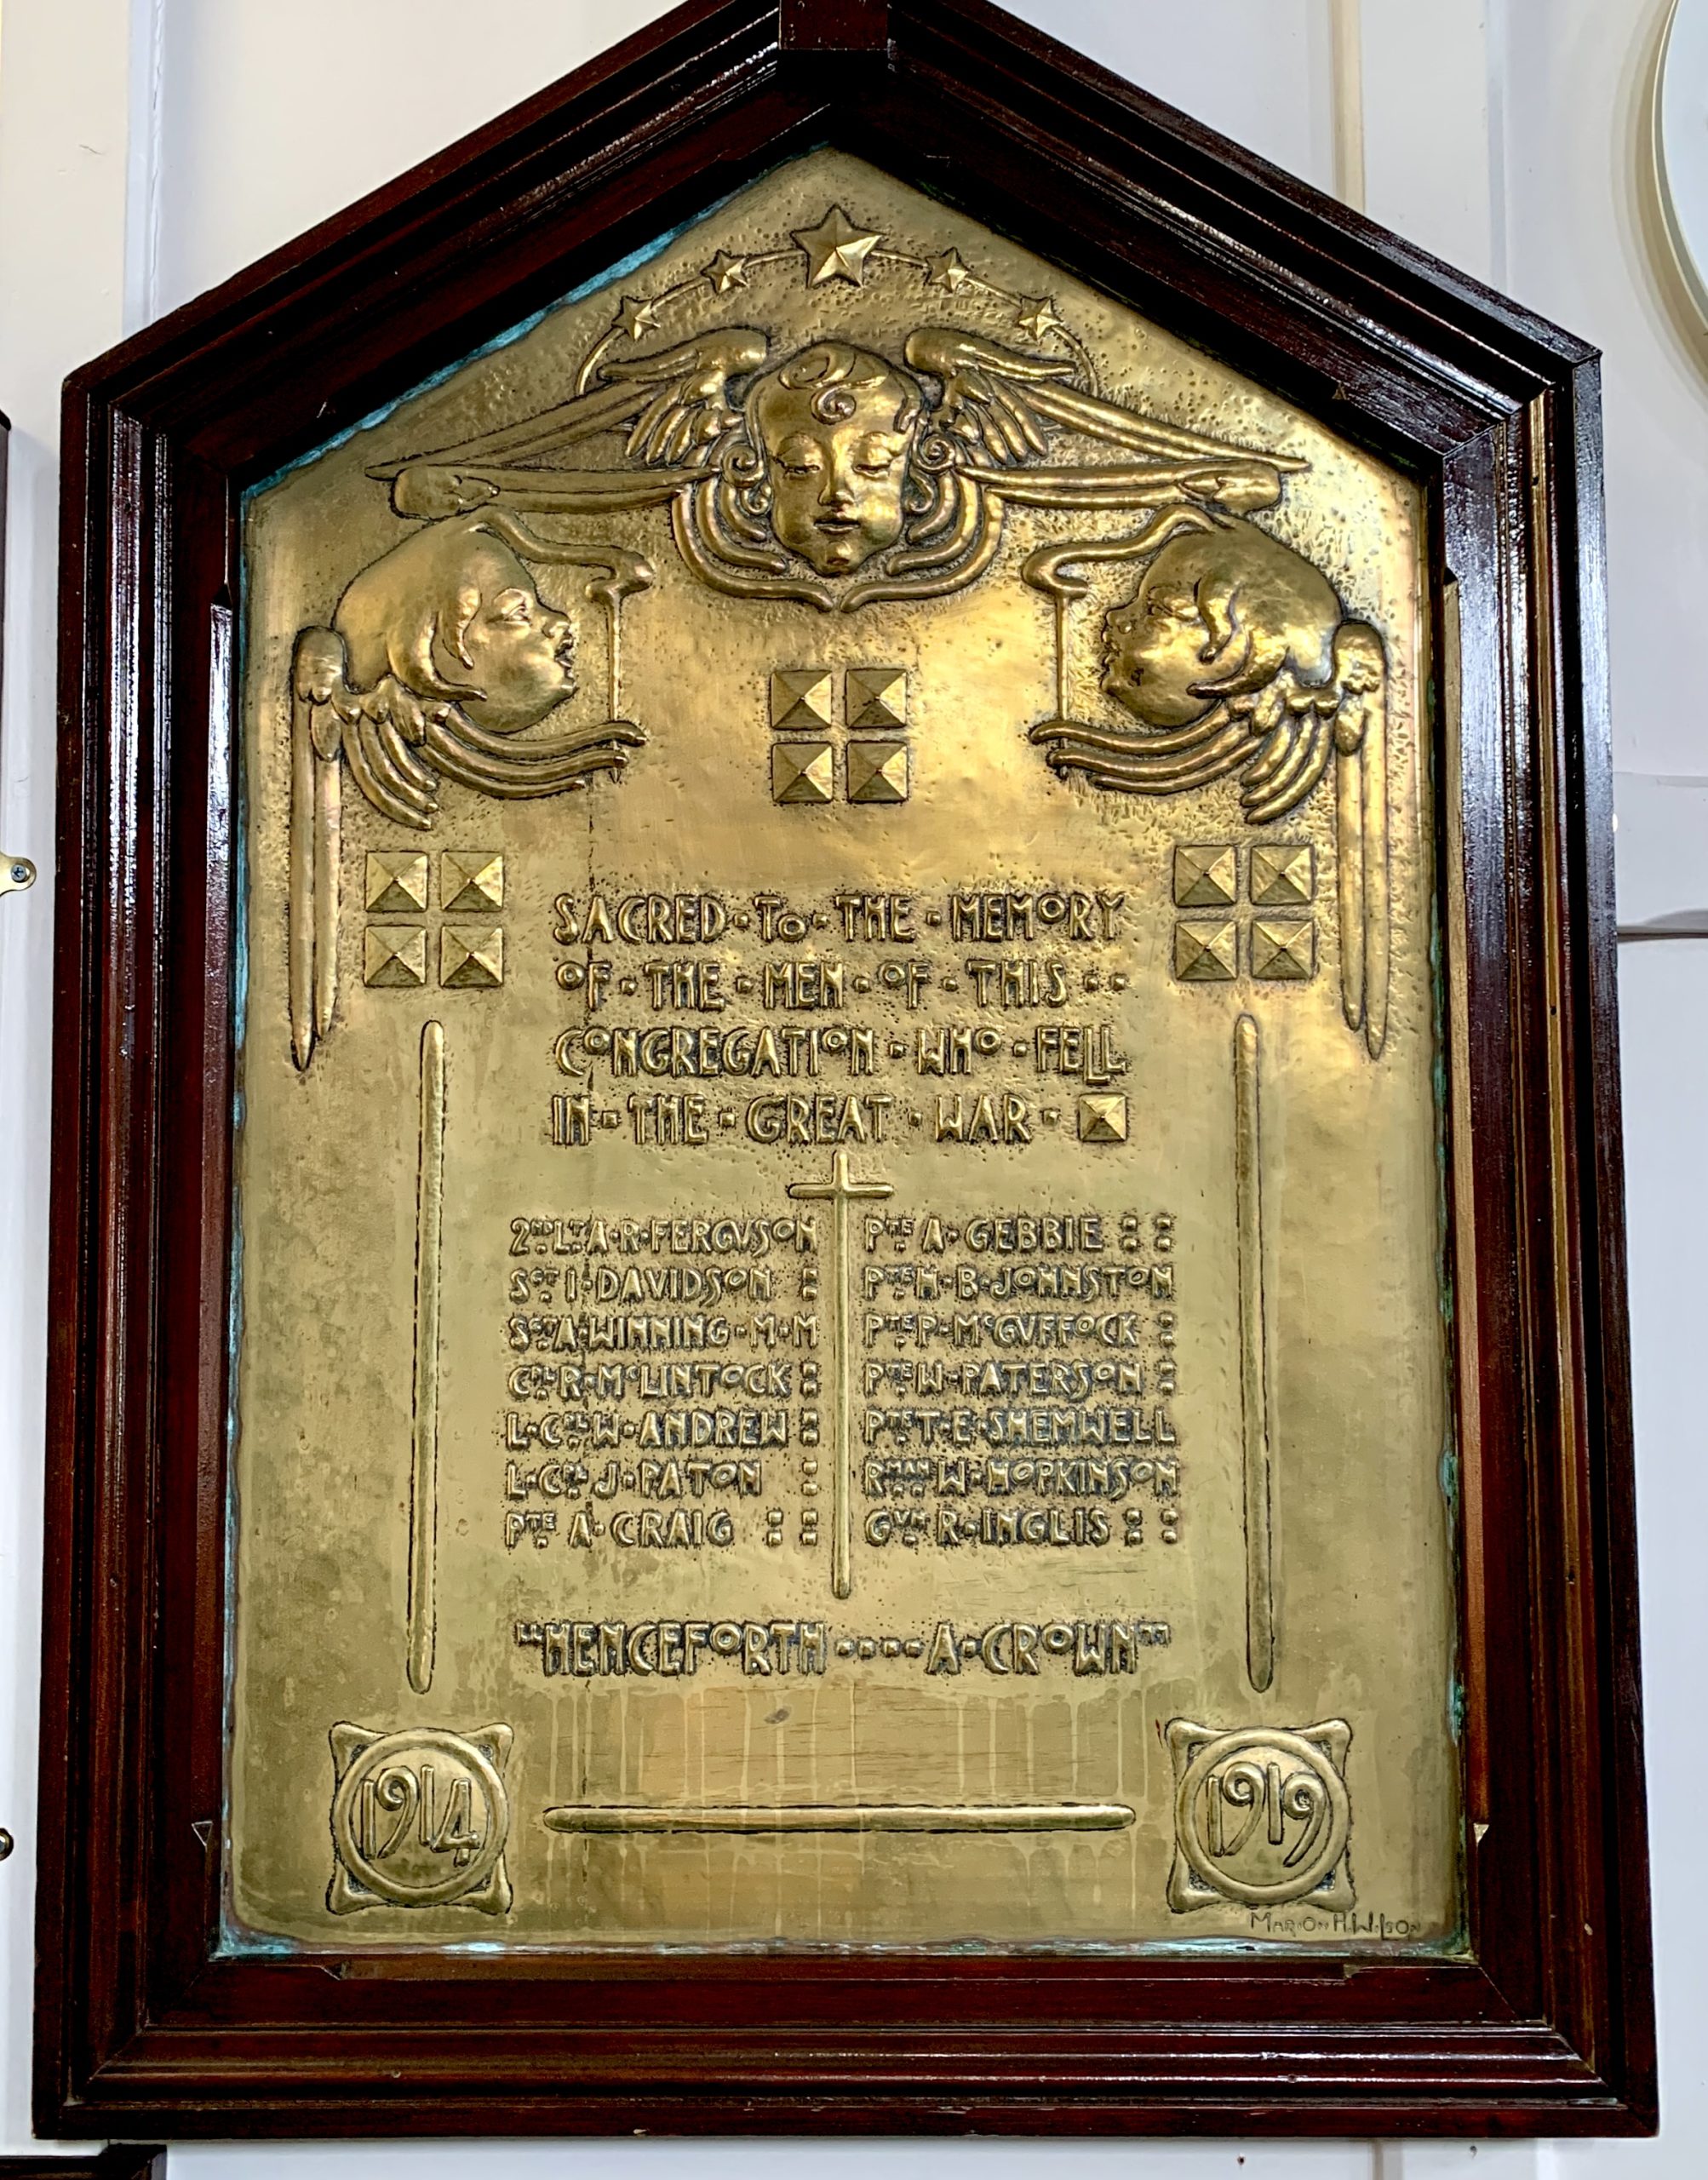 SACRED · TO · THE · MEMORY
OF · THE · MEN · OF · THIS · ·
CONGREGATION · WHO · FELL
IN · THE · GREAT · WAR ·
2ND LT A · R · FERGVSON
SGT I · DAVIDSON :
SGT A · WINNING · M · M
CPL R · MCLINTOCK :
L · CPL W · ANDREW :
L · CPL J · PATON :
PTE A · CRAIG : :
PTE A · GEBBIE : :
PTE H · B · JOHNSTON
PTE P · MCGVFFOCK :
PTE W · PATERSON :
PTE T · E · SHEMWELL
RMAN W · HOPKINSON
GNR R · INGLIS : :
"HENCEFORTH · · · · A · CROWN"
1914
1919
MARION H. WILSON